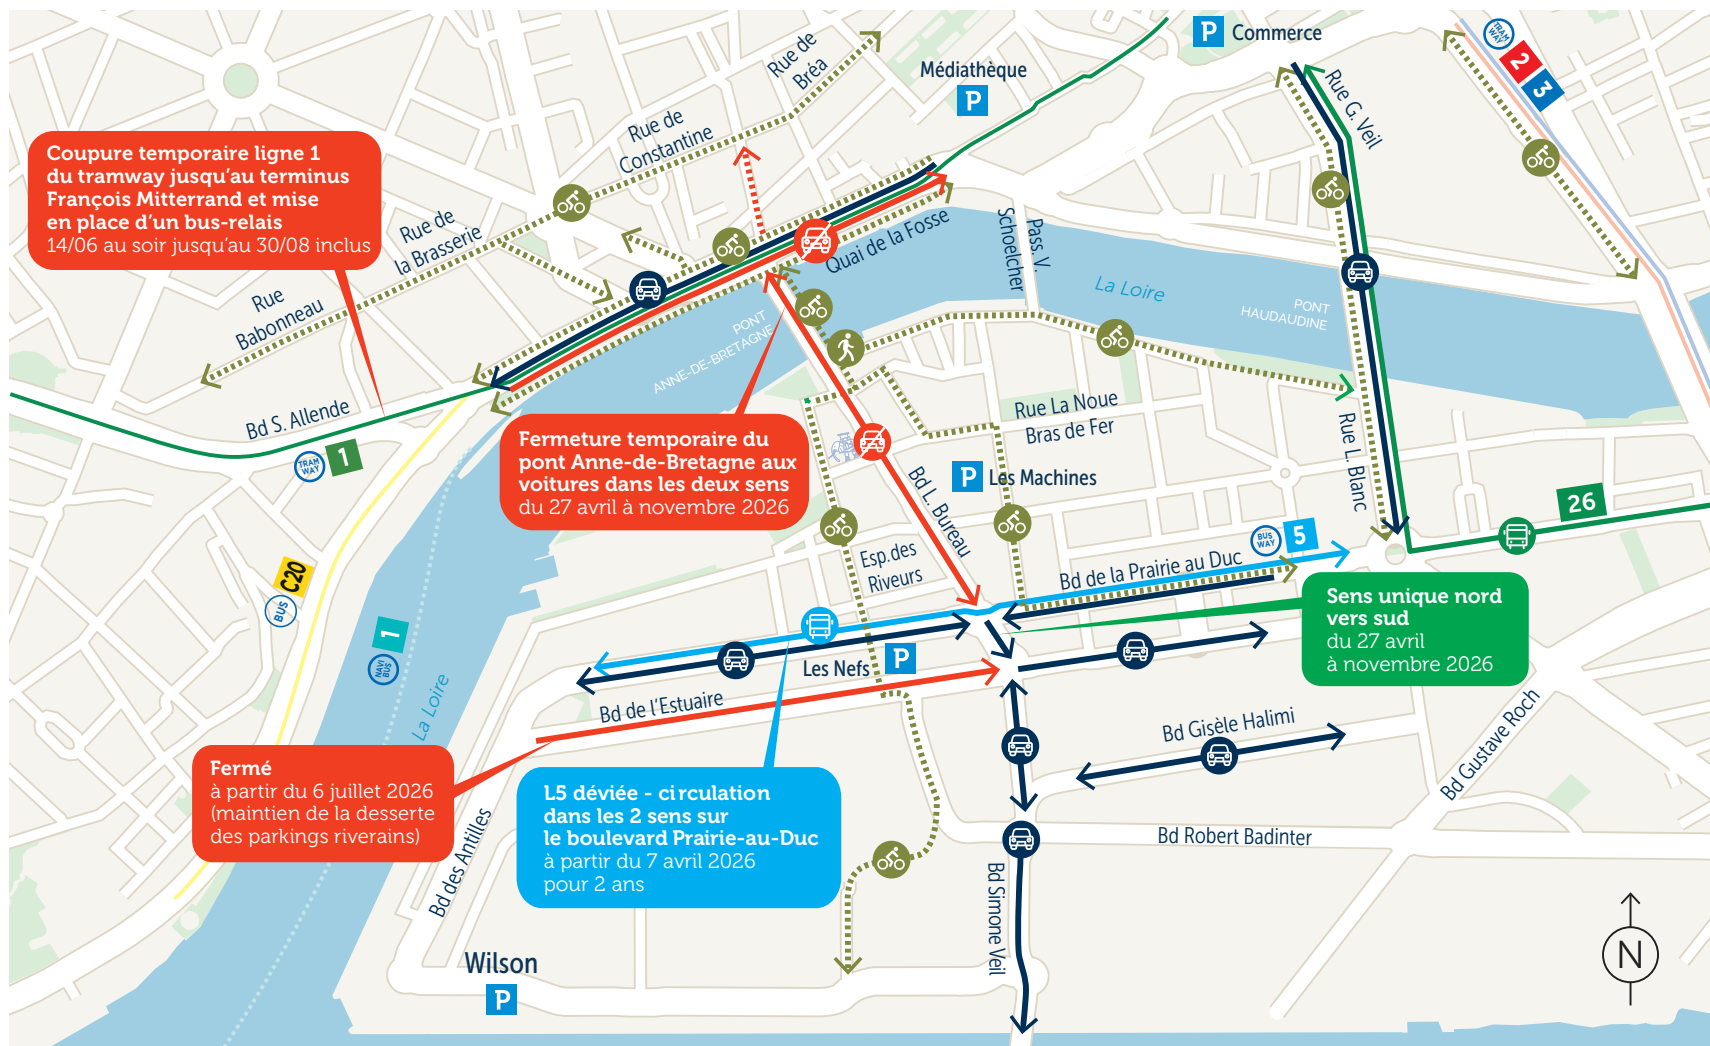 P Commerce
Médiathèque
P
Rue de
Bréa
Rue de
Constantine
TRAM
WAY
2
3
Rue G. Veil
Coupure temporaire ligne 1
du tramway jusqu'au terminus
François Mitterrand et mise
en place d'un bus-relais
14/06 au soir jusqu'au 30/08 inclus
Rue de
la Brasserie
Rue
Babonneau
Quai de la Fosse
Pass. V.
Schoelcher
La Loire
PONT
HAUDAUDINE
PONT
ANNE-DE-BRETAGNE
Bd S. Allende
TRAM
WAY
1
Fermeture temporaire du
pont Anne-de-Bretagne aux
voitures dans les deux sens
du 27 avril à novembre 2026
Rue La Noue
Bras de Fer
P Les Machines
Bd L. Bureau
Rue L. Blanc
26
BUS
WAY
5
Esp.des
Riveurs
Bd de la Prairie au Duc
C20
BUS
1
NAVI
BUS
La Loire
Sens unique nord
vers sud
du 27 avril
à novembre 2026
Les Nefs P
Bd de l'Estuaire
Bd Gisèle Halimi
Bd Gustave Roch
Fermé
à partir du 6 juillet 2026
(maintien de la desserte
des parkings riverains)
L5 déviée - circulation
dans les 2 sens sur
le boulevard Prairie-au-Duc
à partir du 7 avril 2026
pour 2 ans
Bd des Antilles
Bd Robert Badinter
Bd Simone Veil
Wilson
P
N